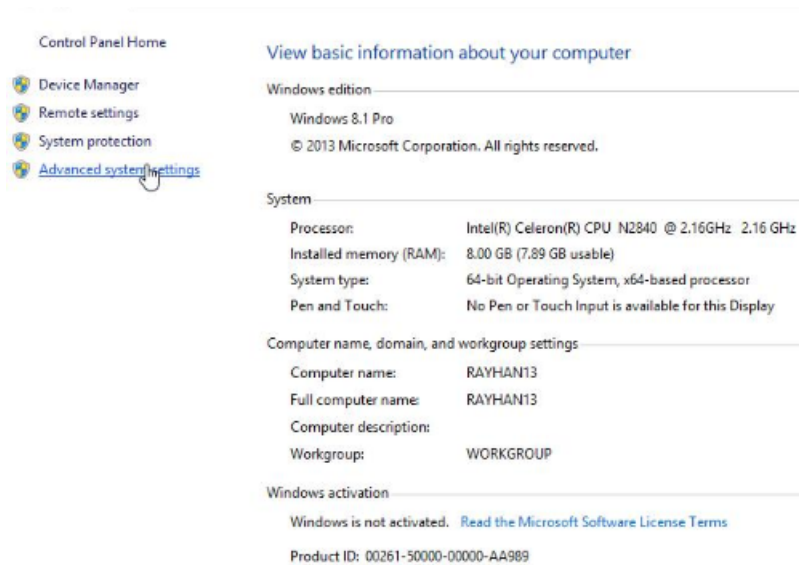 Control Panel Home
Device Manager
Remote settings
System protection
Advanced system settings
View basic information about your computer
Windows edition
Windows 8.1 Pro
© 2013 Microsoft Corporation. All rights reserved.
System
Processor: Intel(R) Celeron(R) CPU N2840 @ 2.16GHz 2.16 GHz
Installed memory (RAM): 8.00 GB (7.89 GB usable)
System type: 64-bit Operating System, x64-based processor
Pen and Touch: No Pen or Touch Input is available for this Display
Computer name, domain, and workgroup settings
Computer name: RAYHAN13
Full computer name: RAYHAN13
Computer description:
Workgroup: WORKGROUP
Windows activation
Windows is not activated. Read the Microsoft Software License Terms
Product ID: 00261-50000-00000-AA989